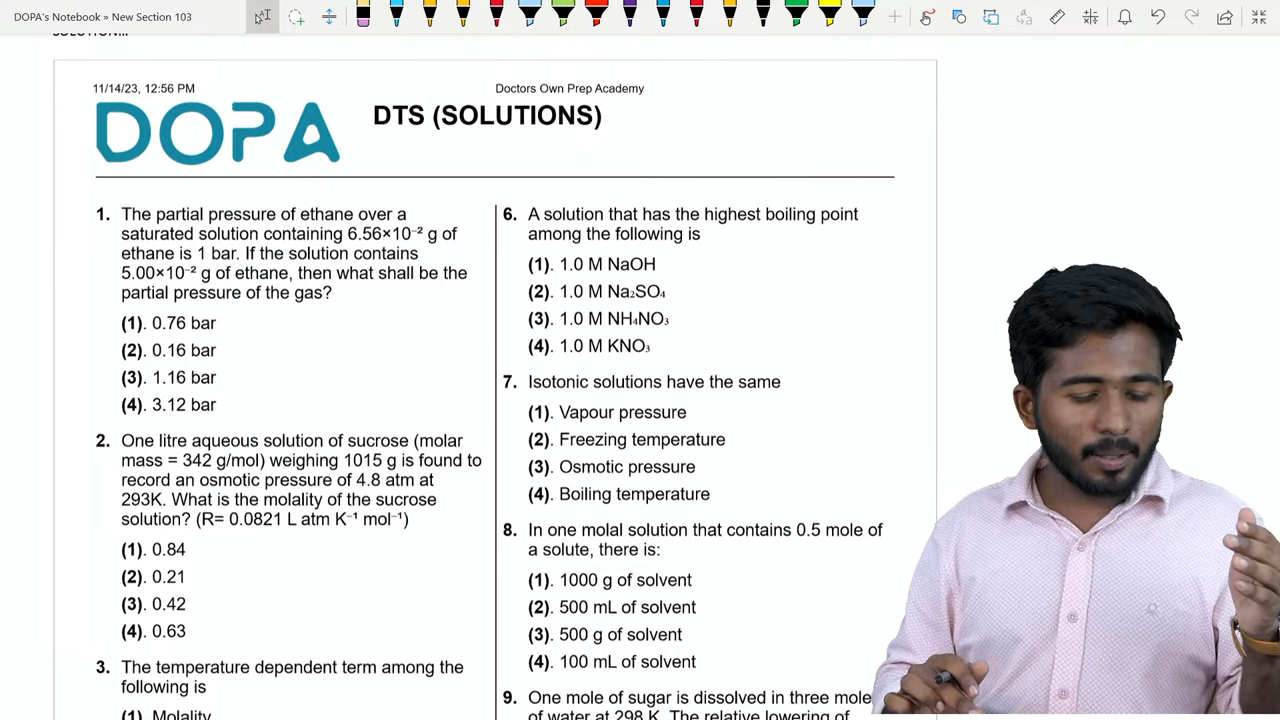 DOPA's Notebook » New Section 103
11/14/23, 12:56 PM
Doctors Own Prep Academy
DOPA
DTS (SOLUTIONS)
1. The partial pressure of ethane over a
saturated solution containing 6.56×10⁻² g of
ethane is 1 bar. If the solution contains
5.00×10⁻² g of ethane, then what shall be the
partial pressure of the gas?
(1). 0.76 bar
(2). 0.16 bar
(3). 1.16 bar
(4). 3.12 bar
2. One litre aqueous solution of sucrose (molar
mass = 342 g/mol) weighing 1015 g is found to
record an osmotic pressure of 4.8 atm at
293K. What is the molality of the sucrose
solution? (R= 0.0821 L atm K⁻¹ mol⁻¹)
(1). 0.84
(2). 0.21
(3). 0.42
(4). 0.63
3. The temperature dependent term among the
following is
(1). Molality
6. A solution that has the highest boiling point
among the following is
(1). 1.0 M NaOH
(2). 1.0 M Na₂SO₄
(3). 1.0 M NH₄NO₃
(4). 1.0 M KNO₃
7. Isotonic solutions have the same
(1). Vapour pressure
(2). Freezing temperature
(3). Osmotic pressure
(4). Boiling temperature
8. In one molal solution that contains 0.5 mole of
a solute, there is:
(1). 1000 g of solvent
(2). 500 mL of solvent
(3). 500 g of solvent
(4). 100 mL of solvent
9. One mole of sugar is dissolved in three mole
of water at 298 K. The relative lowering of